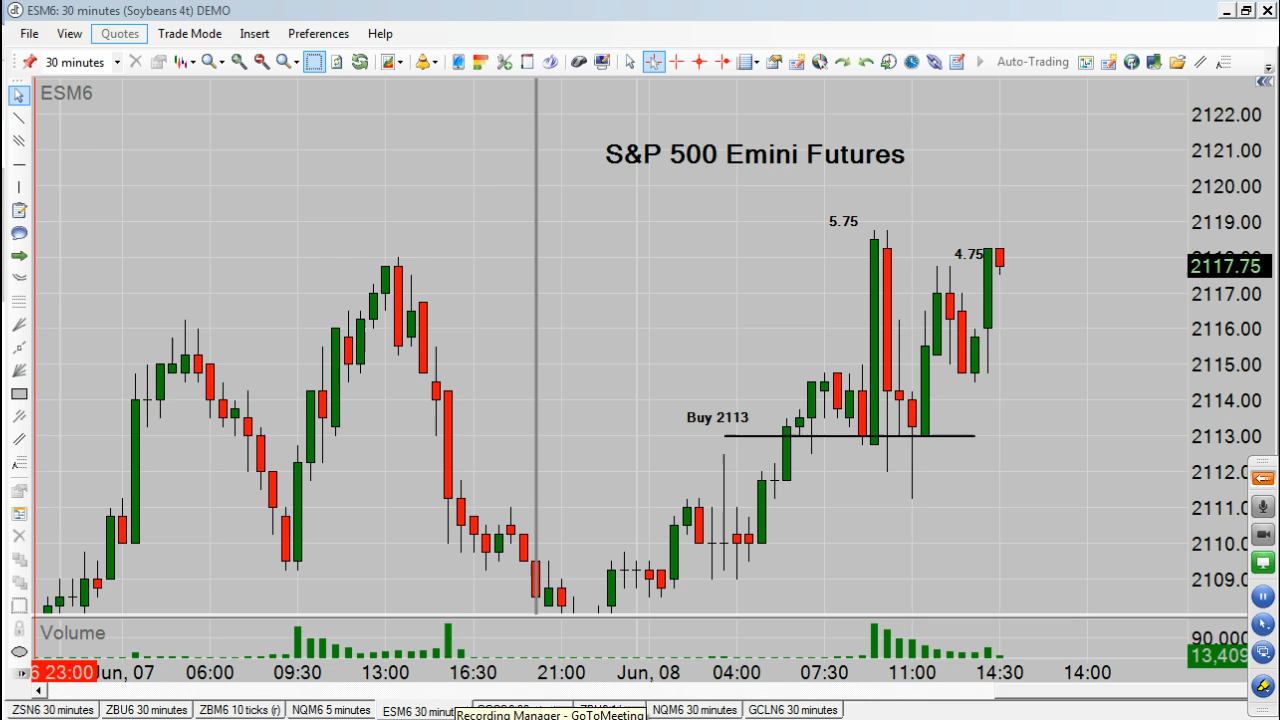 ESM6: 30 minutes (Soybeans 4t) DEMO
File View Quotes Trade Mode Insert Preferences Help
30 minutes Auto-Trading
ESM6
S&P 500 Emini Futures
2122.00
2121.00
2120.00
2119.00
5.75
4.75
2117.75
2117.00
2116.00
2115.00
2114.00
Buy 2113
2113.00
2112.00
2111.0
2110.0
2109.0
Volume
90,000
13,409
6 23:00 Jun, 07 06:00 09:30 13:00 16:30 21:00 Jun, 08 04:00 07:30 11:00 14:30 14:00
ZSN6 30 minutes ZBU6 30 minutes ZBM6 10 ticks (r) NQM6 5 minutes ESM6 30 minut NQM6 30 minutes GCLN6 30 minutes
Recording Manager - GoToMeeting